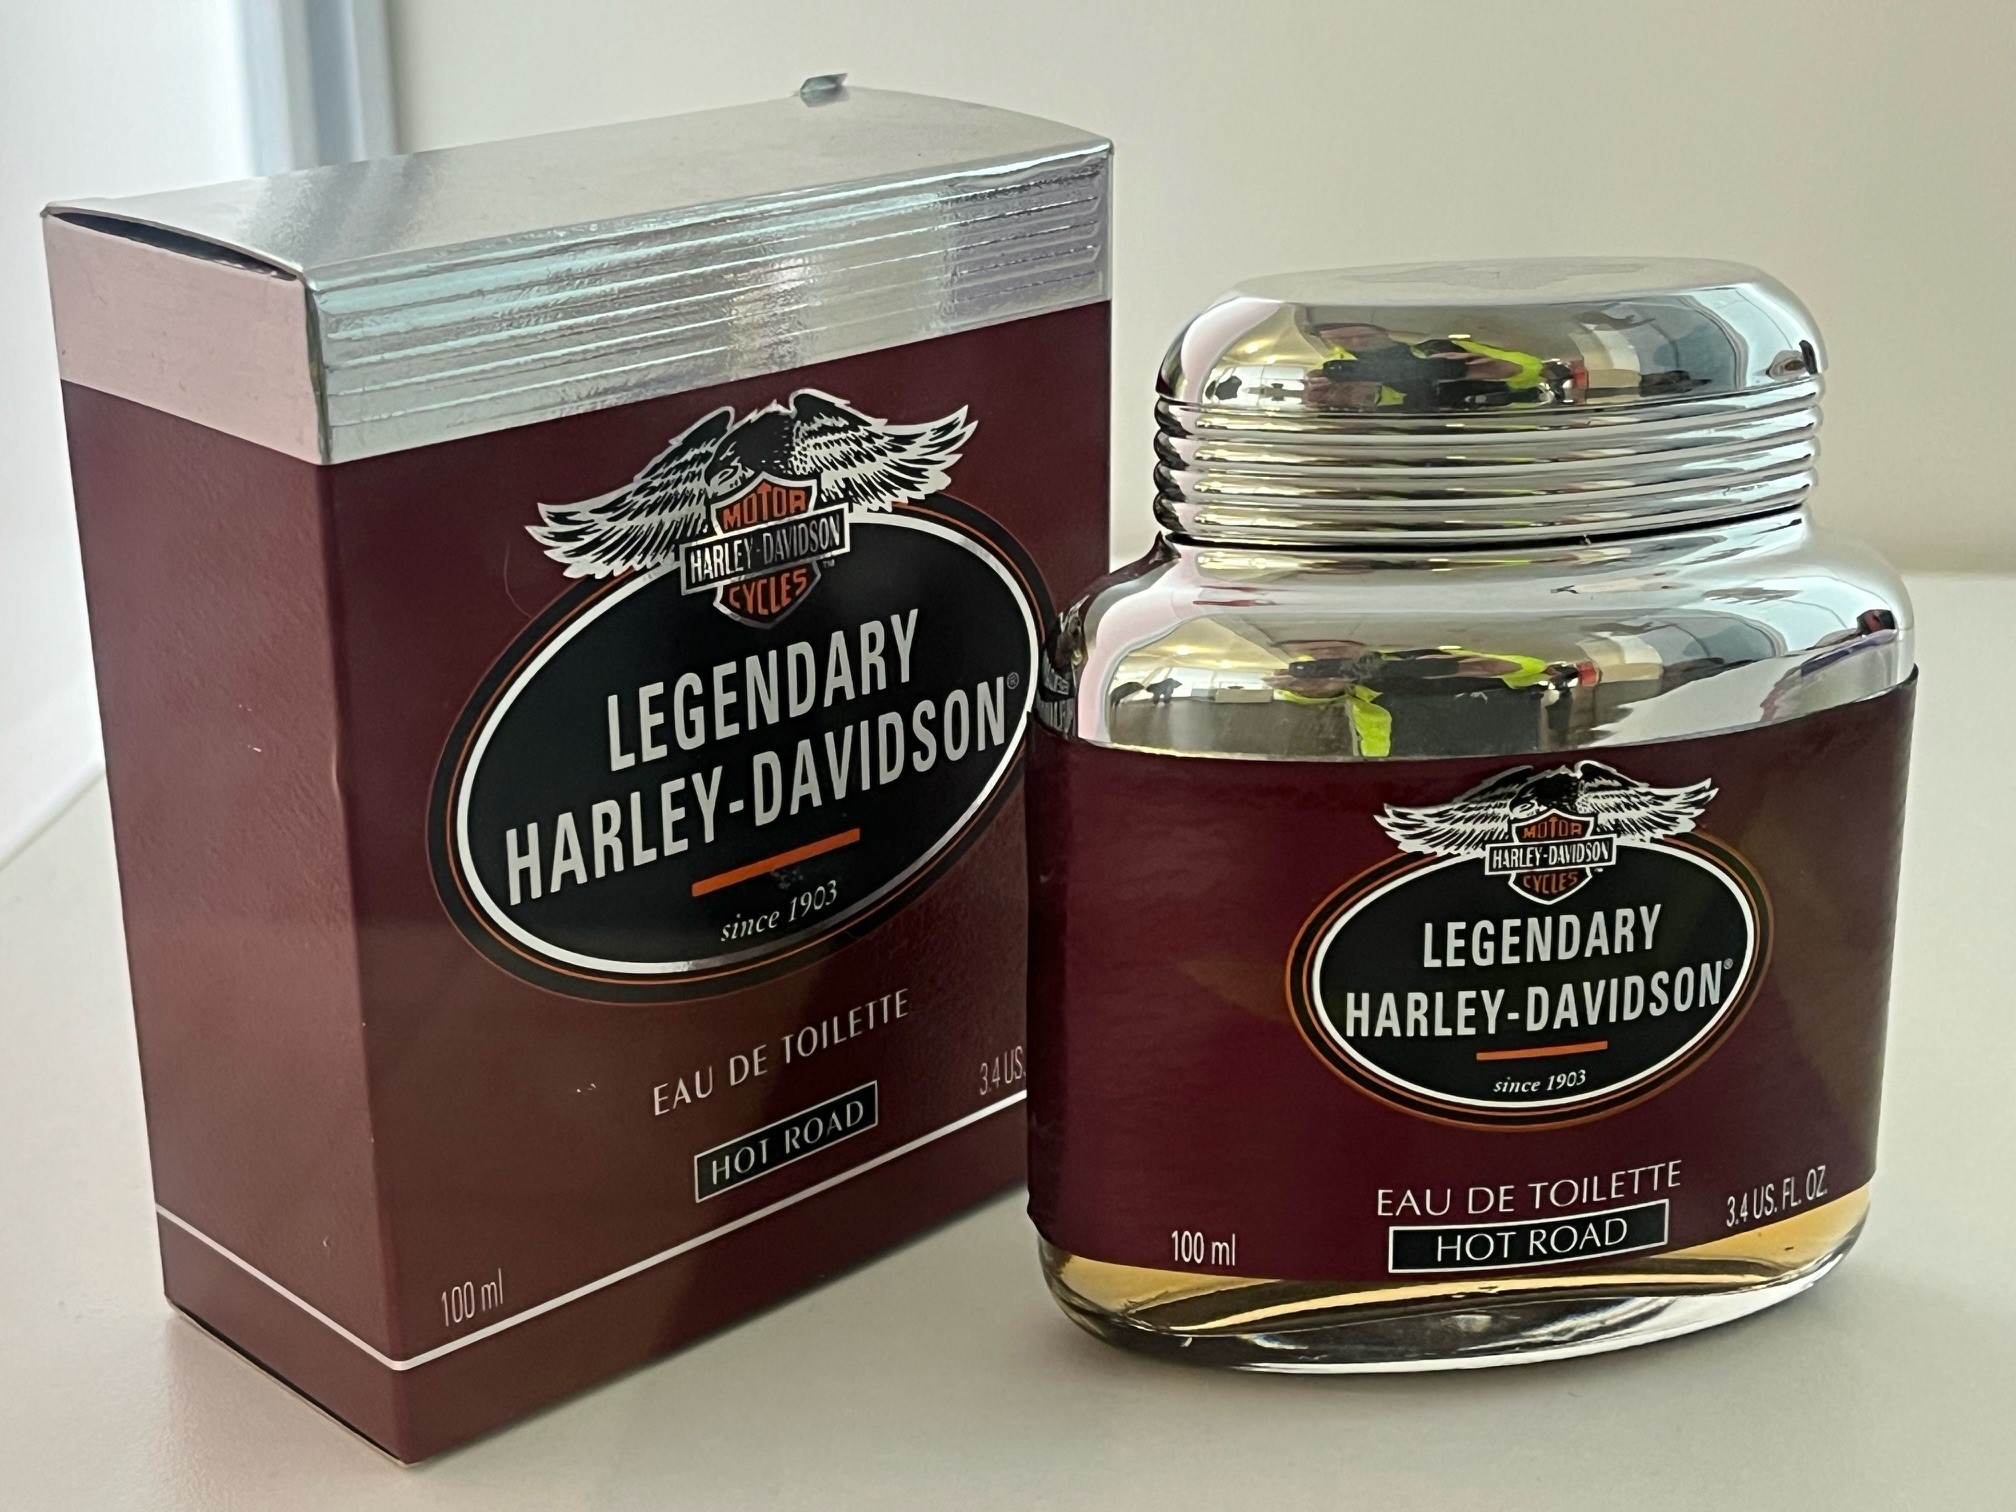 MOTOR
HARLEY-DAVIDSON™
CYCLES
LEGENDARY
HARLEY-DAVIDSON®
since 1903
EAU DE TOILETTE
HOT ROAD
100 ml
3.4 US.
MOTOR
HARLEY-DAVIDSON™
CYCLES
LEGENDARY
HARLEY-DAVIDSON®
since 1903
EAU DE TOILETTE
HOT ROAD
100 ml
3.4 US. FL. OZ.